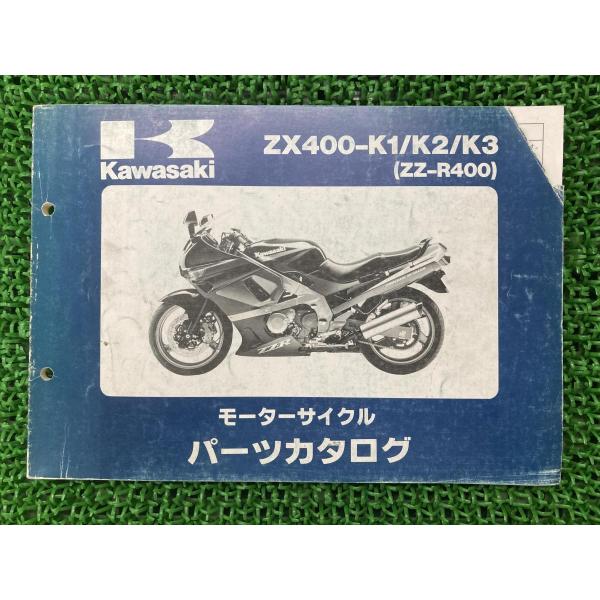 Kawasaki
ZX400-K1/K2/K3
(ZZ-R400)
Kawasaki
ZZR
モーターサイクル
パーツカタログ